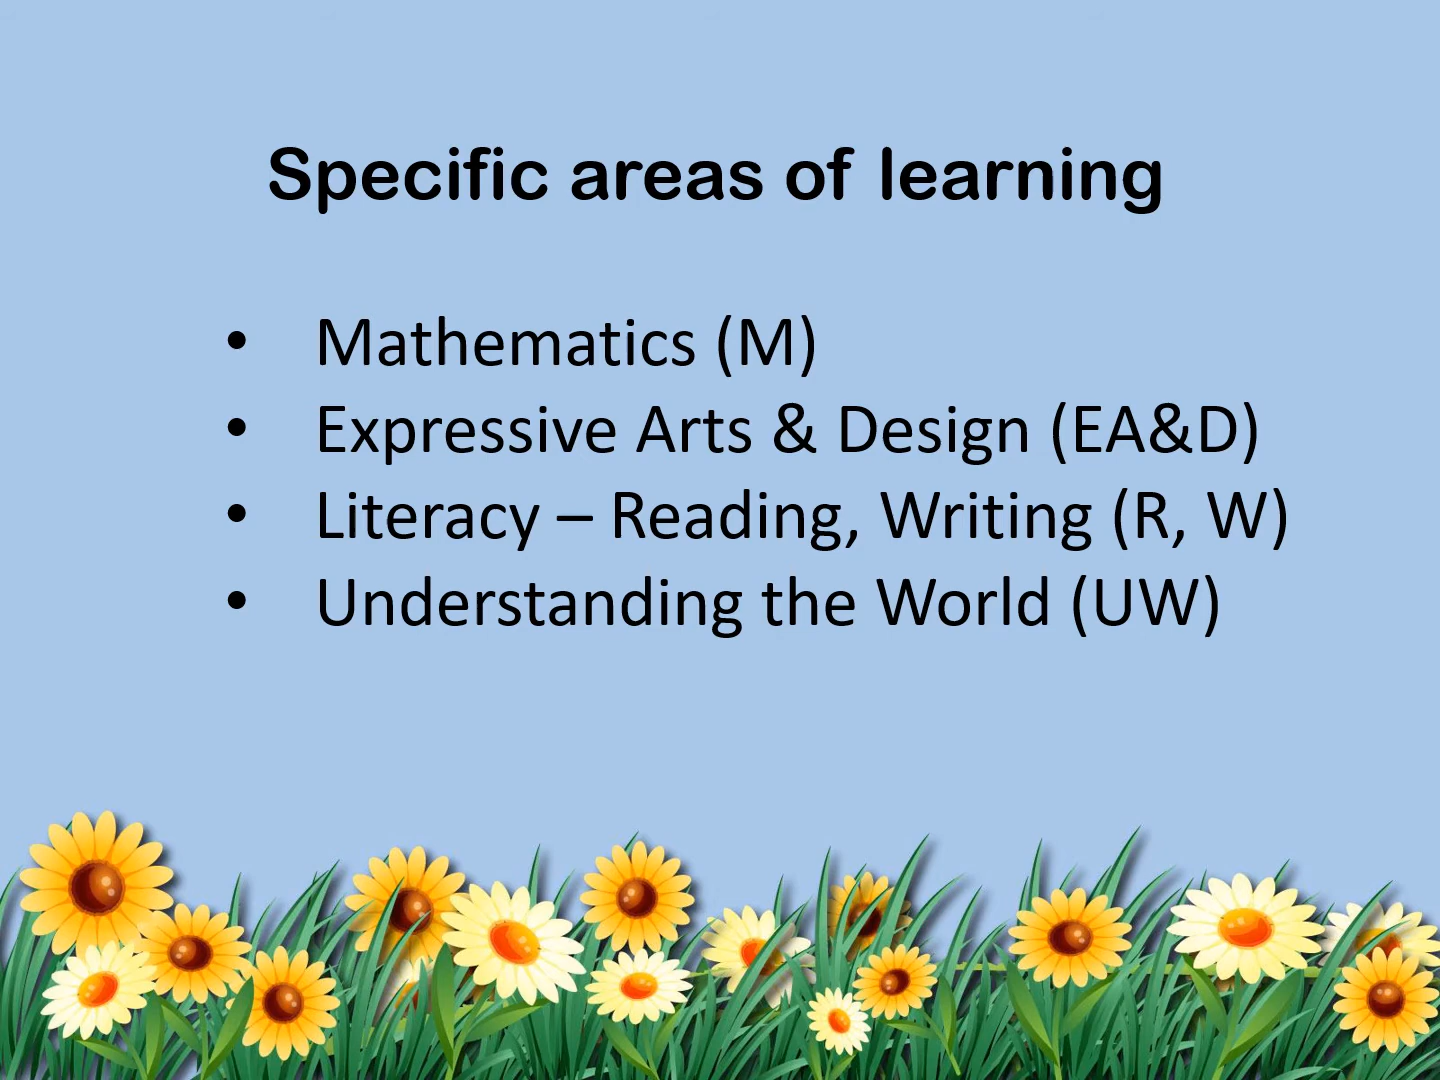 Specific areas of learning
• Mathematics (M)
• Expressive Arts & Design (EA&D)
• Literacy – Reading, Writing (R, W)
• Understanding the World (UW)